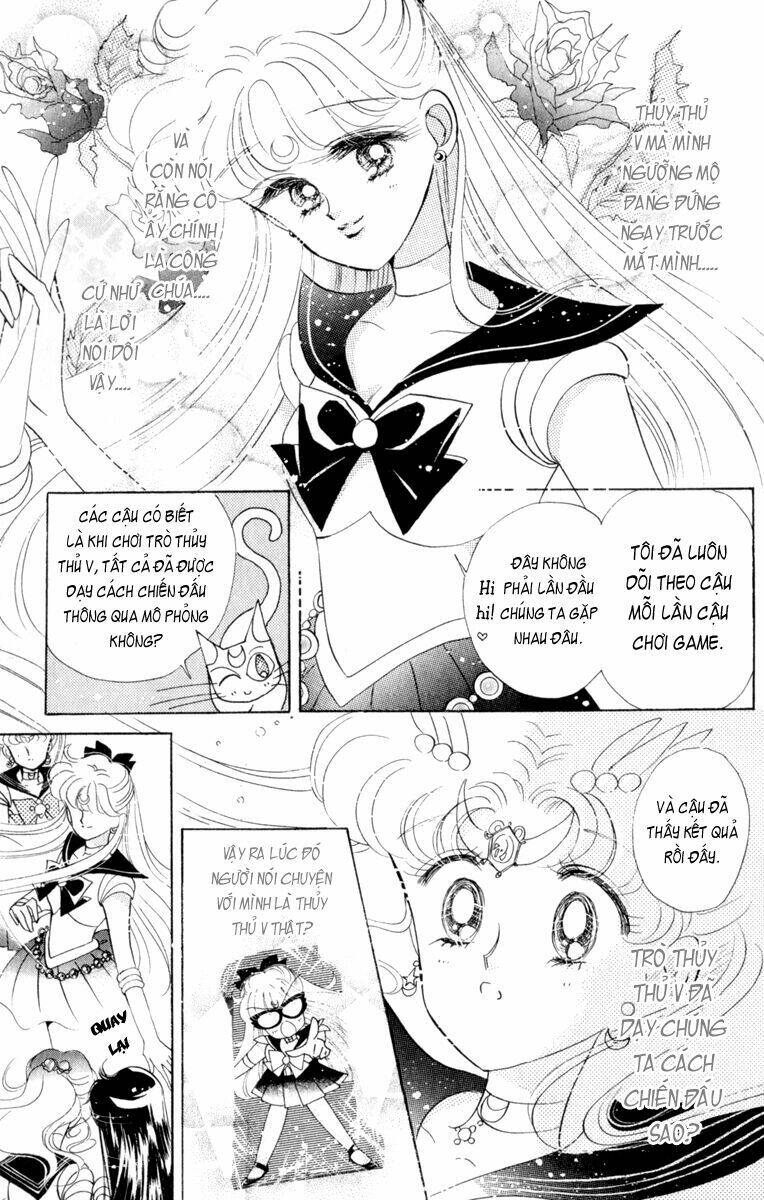 THỦY THỦ
V MÀ MÌNH
NGƯỠNG MỘ
ĐANG ĐỨNG
NGAY TRƯỚC
MẮT MÌNH.....
VÀ
CÒN NÓI
RẰNG CÔ
ẤY CHÍNH
LÀ CÔNG
CHÚA....
CỨ NHƯ
LÀ LỜI
NÓI DỐI
VẬY....
TÔI ĐÃ LUÔN
DÕI THEO CẬU
MỖI LẦN CẬU
CHƠI GAME.
ĐÂY KHÔNG
PHẢI LẦN ĐẦU
CHÚNG TA GẶP
NHAU ĐÂU.
Hi
hi!
CÁC CẬU CÓ BIẾT
LÀ KHI CHƠI TRÒ THỦY
THỦ V, TẤT CẢ ĐÃ ĐƯỢC
DẠY CÁCH CHIẾN ĐẤU
THÔNG QUA MÔ PHỎNG
KHÔNG?
VÀ CẬU ĐÃ
THẤY KẾT QUẢ
RỒI ĐẤY.
TRÒ THỦY
THỦ V ĐÃ
DẠY CHÚNG
TA CÁCH
CHIẾN ĐẤU
SAO?
VẬY RA LÚC ĐÓ
NGƯỜI NÓI CHUYỆN
VỚI MÌNH LÀ THỦY
THỦ V THẬT?
QUAY
LẠI